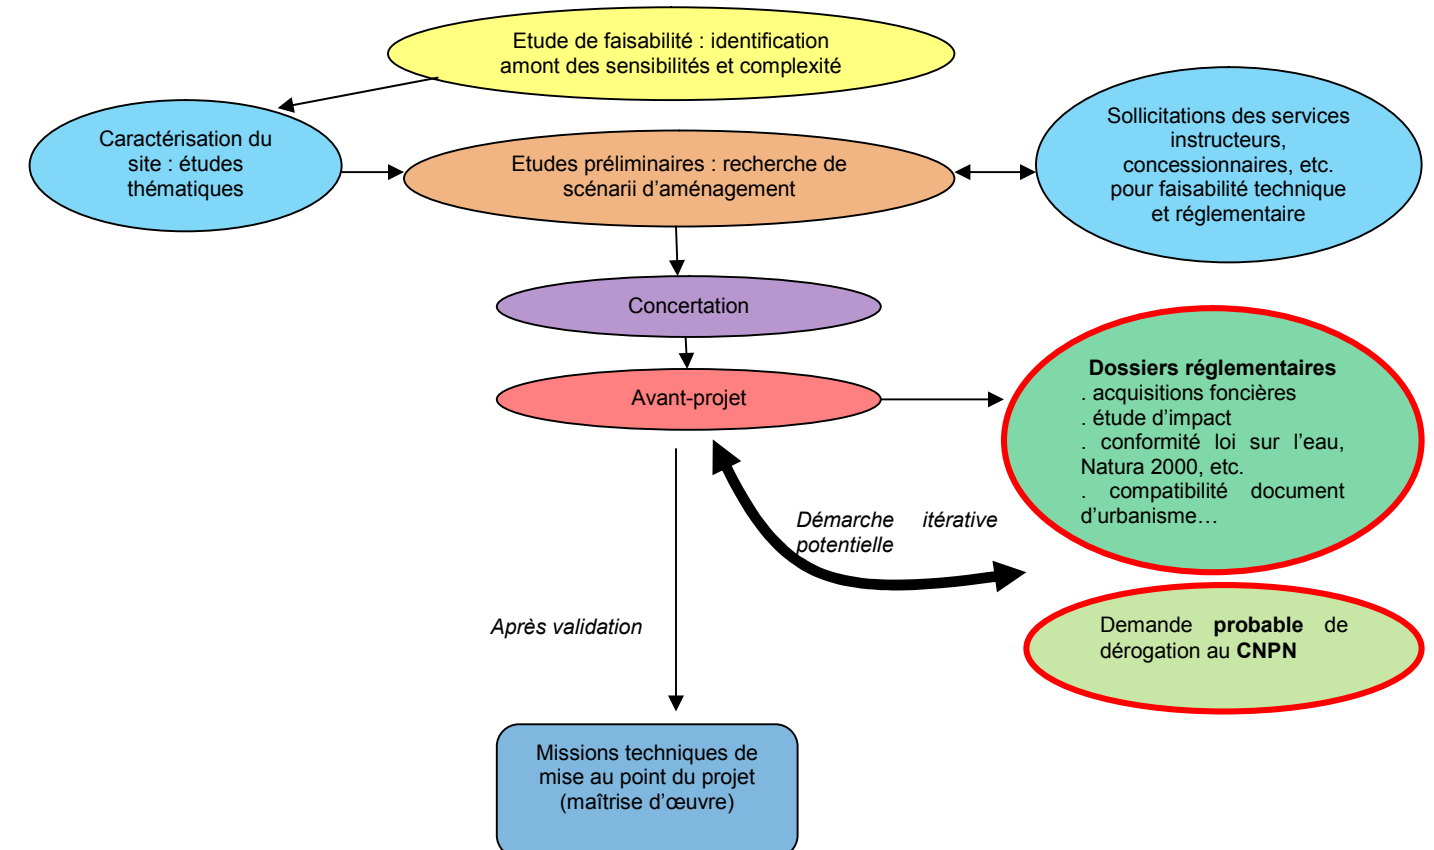 Etude de faisabilité : identification
amont des sensibilités et complexité
Caractérisation du
site : études
thématiques
Etudes préliminaires : recherche de
scénarii d’aménagement
Sollicitations des services
instructeurs,
concessionnaires, etc.
pour faisabilité technique
et réglementaire
Concertation
Avant-projet
Dossiers réglementaires
. acquisitions foncières
. étude d’impact
. conformité loi sur l’eau,
Natura 2000, etc.
. compatibilité document
d’urbanisme…
Démarche itérative
potentielle
Après validation
Demande probable de
dérogation au CNPN
Missions techniques de
mise au point du projet
(maîtrise d’œuvre)